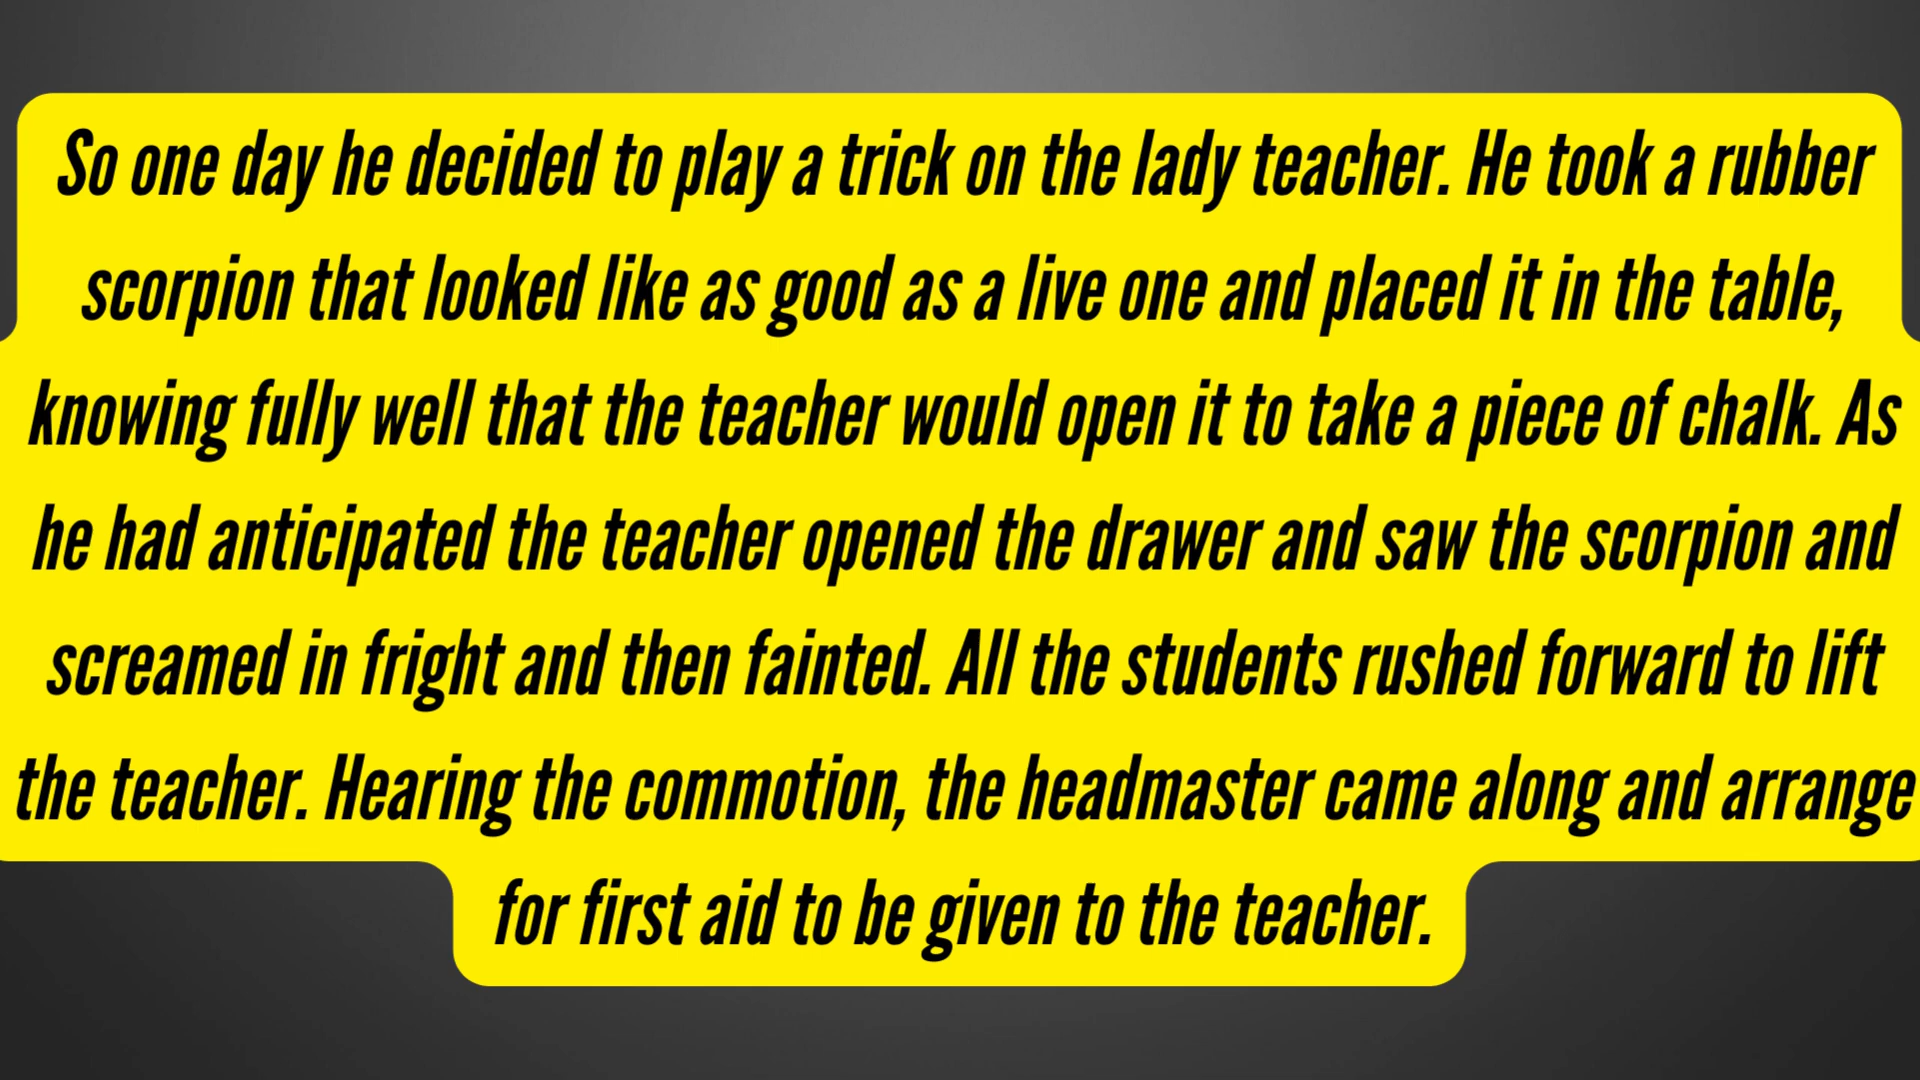 So one day he decided to play a trick on the lady teacher. He took a rubber
scorpion that looked like as good as a live one and placed it in the table,
knowing fully well that the teacher would open it to take a piece of chalk. As
he had anticipated the teacher opened the drawer and saw the scorpion and
screamed in fright and then fainted. All the students rushed forward to lift
the teacher. Hearing the commotion, the headmaster came along and arrange
for first aid to be given to the teacher.